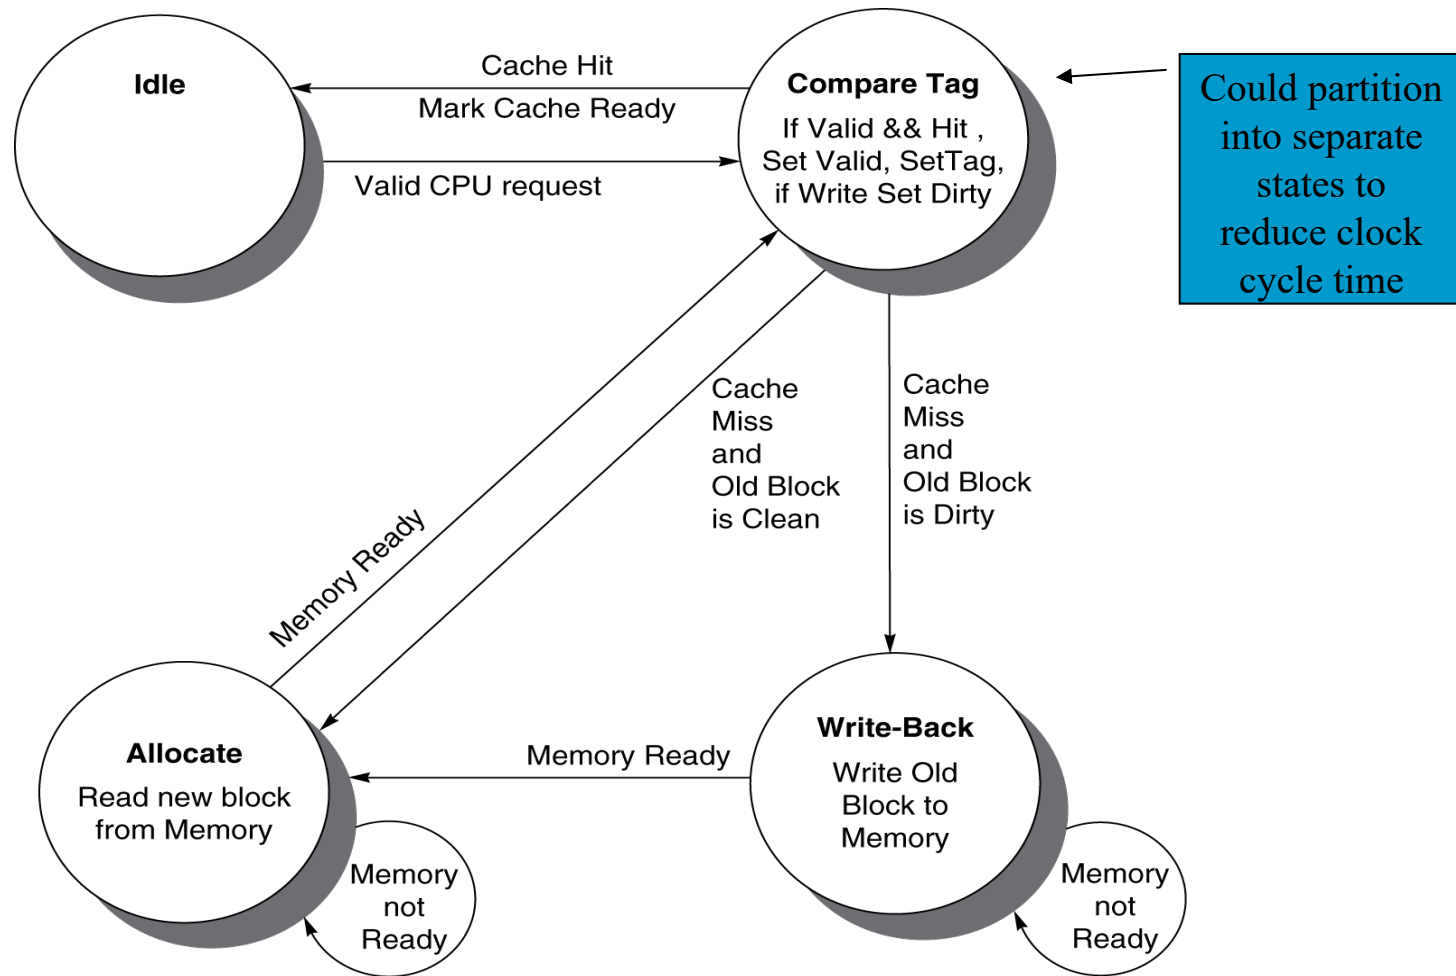 Idle
Cache Hit
Mark Cache Ready
Valid CPU request
Compare Tag
If Valid && Hit ,
Set Valid, SetTag,
if Write Set Dirty
Could partition
into separate
states to
reduce clock
cycle time
Cache
Miss
and
Old Block
is Clean
Cache
Miss
and
Old Block
is Dirty
Memory Ready
Allocate
Read new block
from Memory
Memory Ready
Write-Back
Write Old
Block to
Memory
Memory
not
Ready
Memory
not
Ready